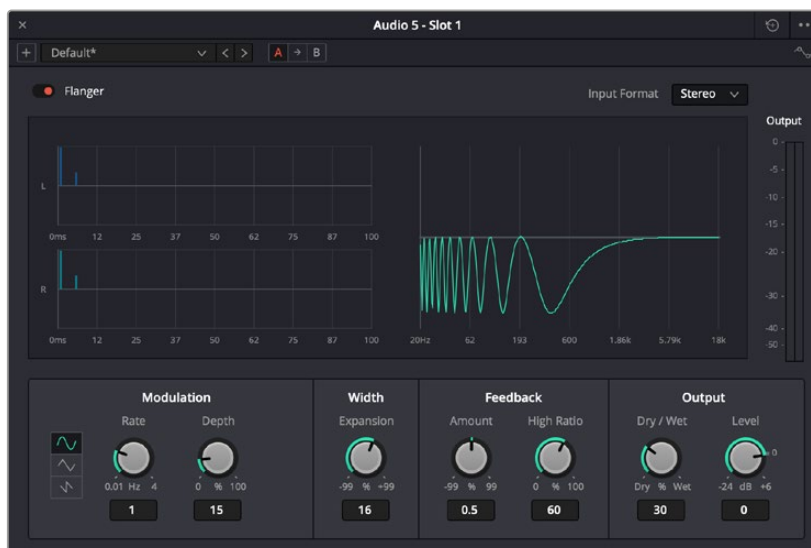 Audio 5 - Slot 1
Default*
A B
Flanger
Input Format Stereo
Output
0
-5
-10
-15
-20
-30
-40
-50
L
0ms 12 25 37 50 62 75 87 100
R
0ms 12 25 37 50 62 75 87 100
20Hz 62 193 600 1.86k 5.79k 18k
Modulation Width Feedback Output
Rate Depth Expansion Amount High Ratio Dry / Wet Level
0
0.01 Hz 4 0 % 100 -99 % +99 -99 % 99 0 % 100 Dry % Wet -24 dB +6
1 15 16 0.5 60 30 0